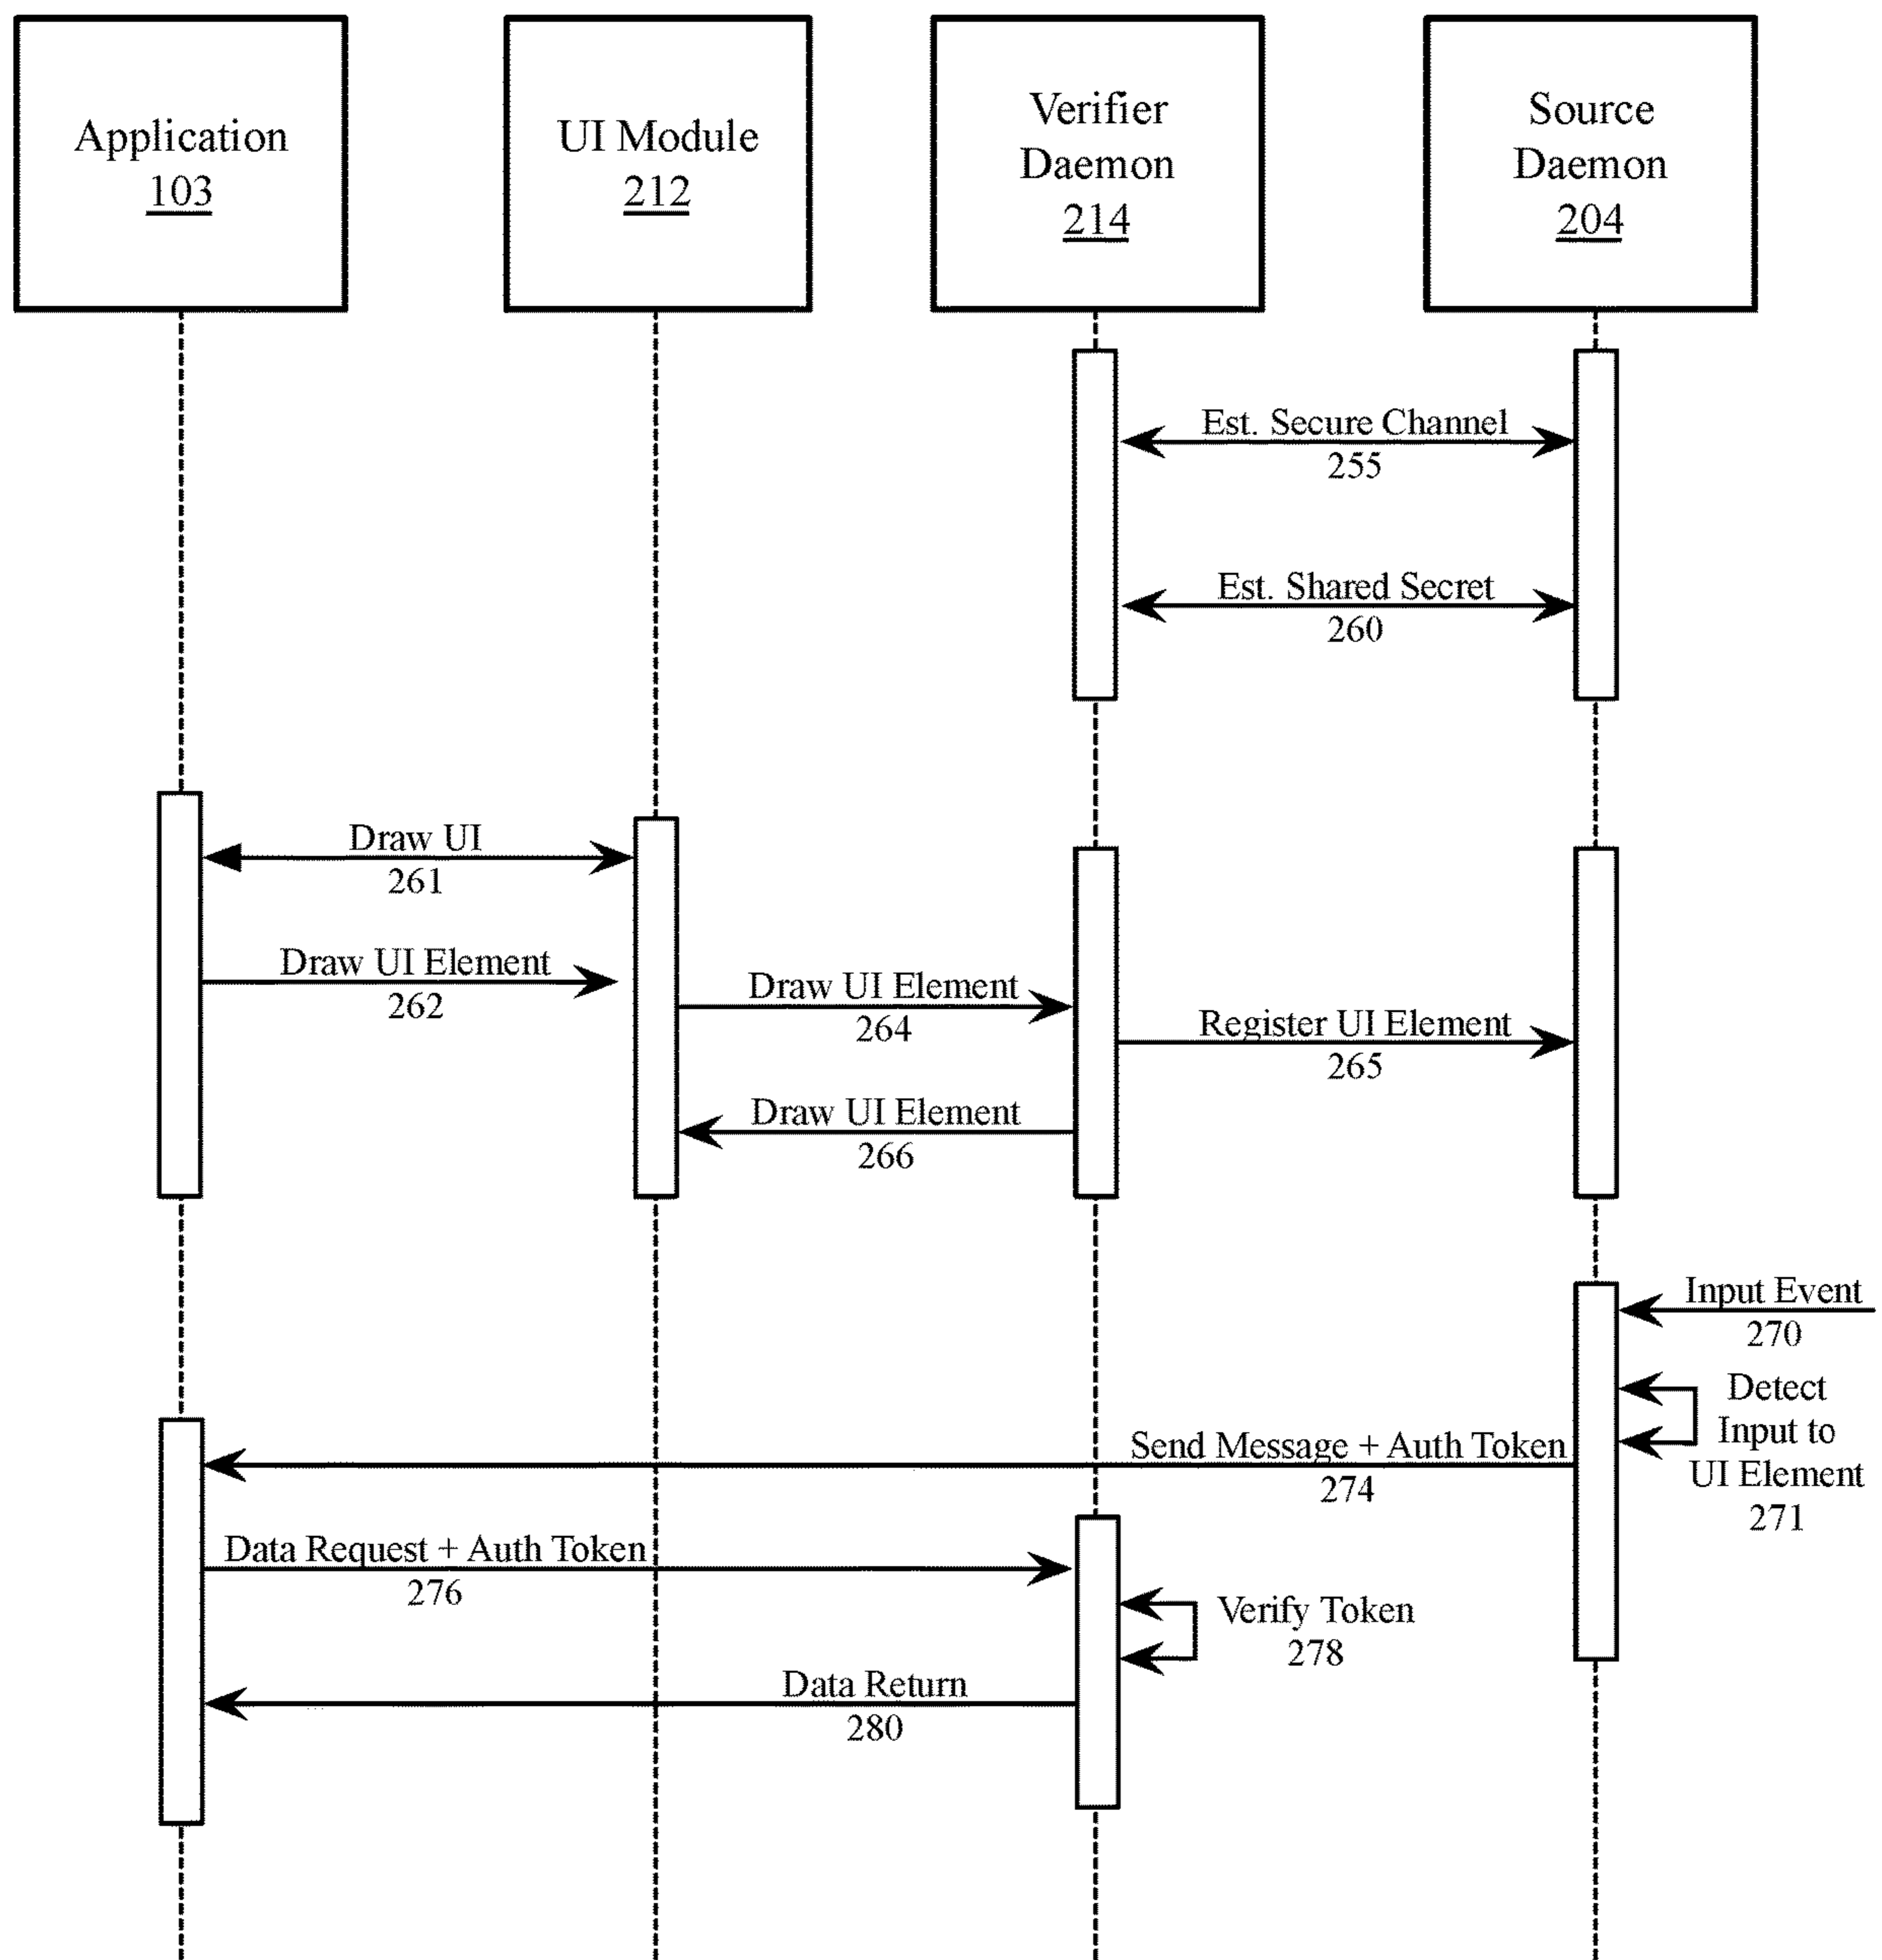 Application
103
UI Module
212
Verifier
Daemon
214
Source
Daemon
204
Est. Secure Channel
255
Est. Shared Secret
260
Draw UI
261
Draw UI Element
262
Draw UI Element
264
Register UI Element
265
Draw UI Element
266
Input Event
270
Detect
Input to
UI Element
271
Send Message + Auth Token
274
Data Request + Auth Token
276
Verify Token
278
Data Return
280